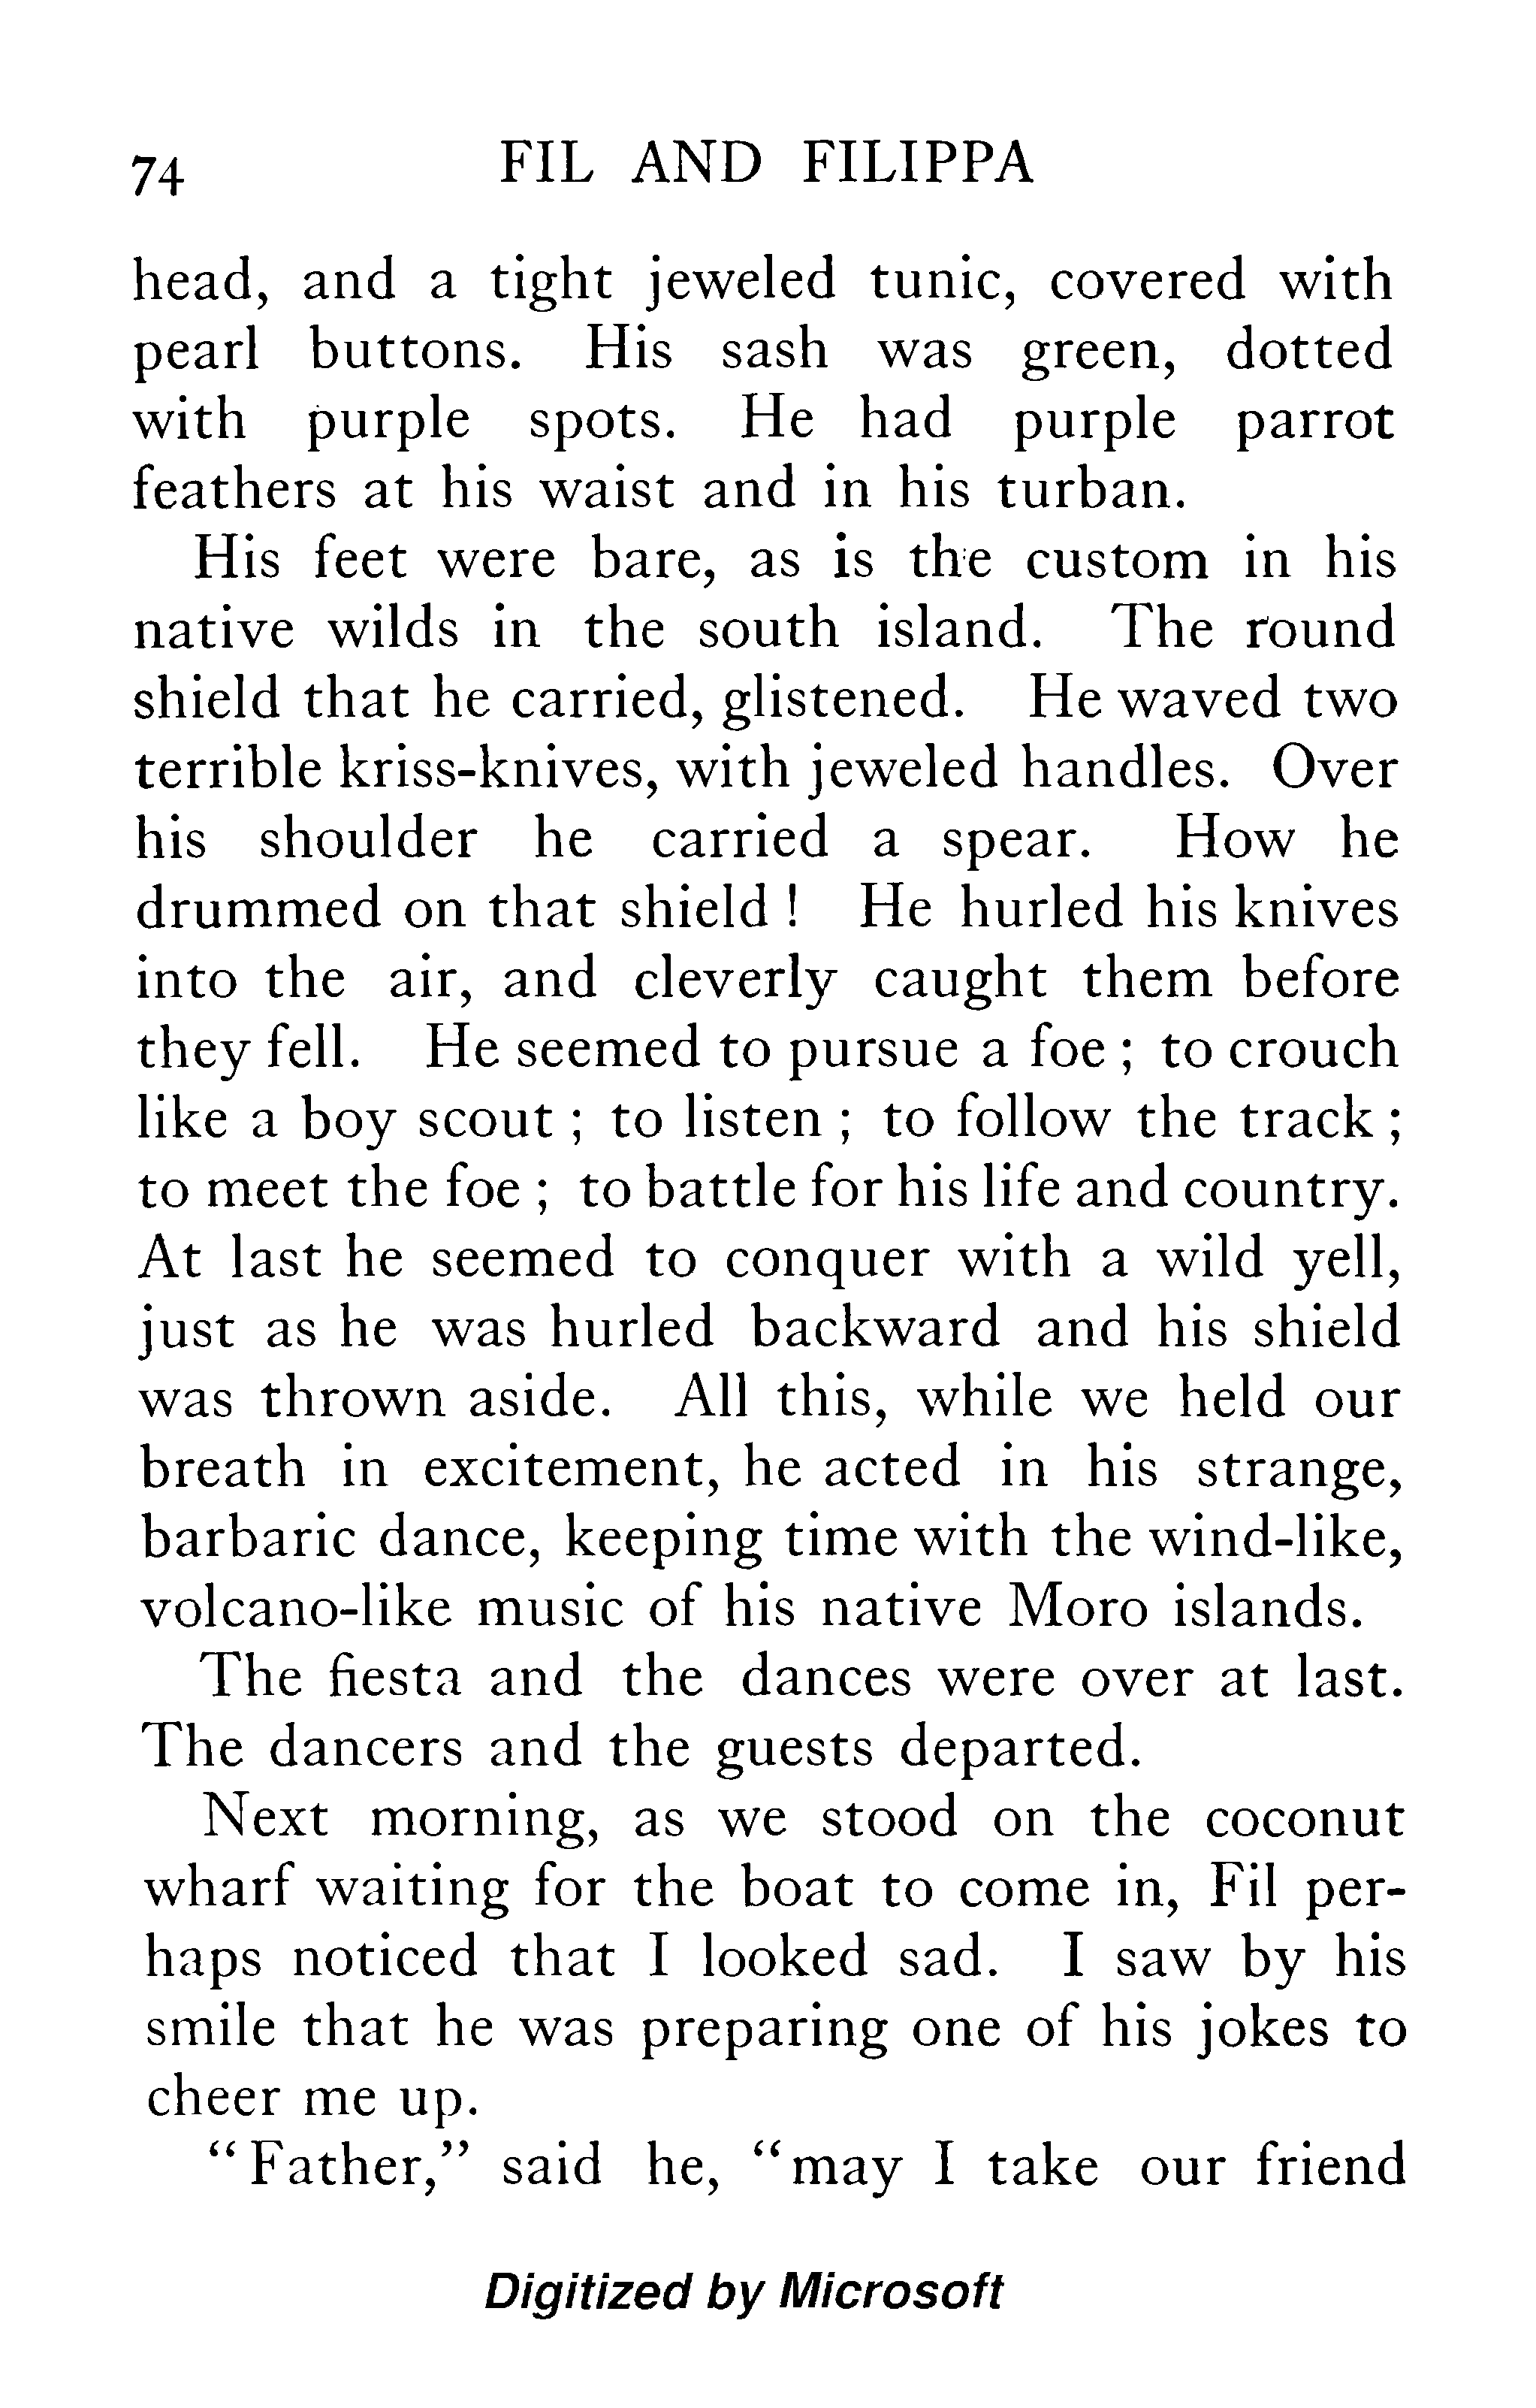 74 FIL AND FILIPPA
head, and a tight jeweled tunic, covered with
pearl buttons. His sash was green, dotted
with purple spots. He had purple parrot
feathers at his waist and in his turban.
His feet were bare, as is the custom in his
native wilds in the south island. The round
shield that he carried, glistened. He waved two
terrible kriss-knives, with jeweled handles. Over
his shoulder he carried a spear. How he
drummed on that shield ! He hurled his knives
into the air, and cleverly caught them before
they fell. He seemed to pursue a foe ; to crouch
like a boy scout ; to listen ; to follow the track ;
to meet the foe ; to battle for his life and country.
At last he seemed to conquer with a wild yell,
just as he was hurled backward and his shield
was thrown aside. All this, while we held our
breath in excitement, he acted in his strange,
barbaric dance, keeping time with the wind-like,
volcano-like music of his native Moro islands.
The fiesta and the dances were over at last.
The dancers and the guests departed.
Next morning, as we stood on the coconut
wharf waiting for the boat to come in, Fil per-
haps noticed that I looked sad. I saw by his
smile that he was preparing one of his jokes to
cheer me up.
“Father,” said he, “may I take our friend
Digitized by Microsoft